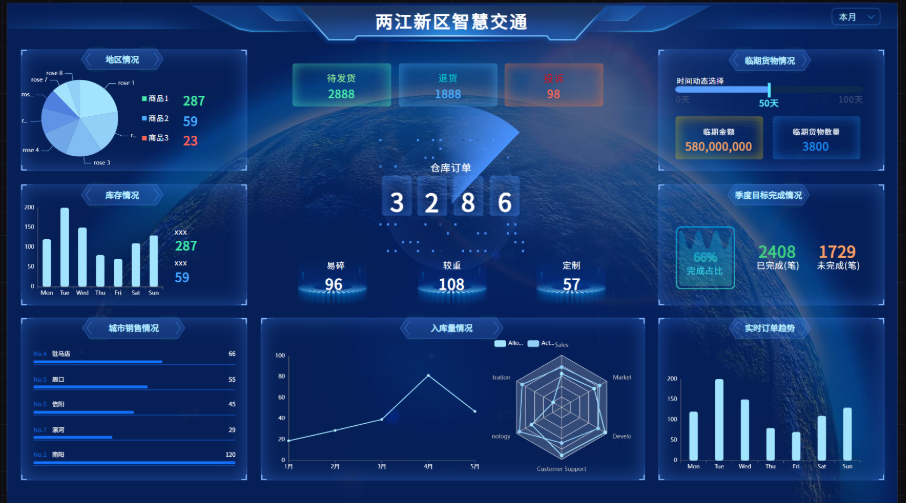 两江新区智慧交通
本月
地区情况
rose 8
rose 7
rose 1
ros...
r...
r...
rose 4
rose 3
商品1 287
商品2 59
商品3 23
待发货
2888
退货
1888
98
临期货物情况
时间动态选择
0天
50天
100天
临期金额
580,000,000
临期货物数量
3800
仓库订单
3 2 8 6
库存情况
200
150
100
50
0
Mon Tue Wed Thu Fri Sat Sun
xxx
287
xxx
59
易碎
96
较重
108
定制
57
季度目标完成情况
66%
完成占比
2408
已完成(笔)
1729
未完成(笔)
城市销售情况
No.4 驻马店 66
No.5 周口 55
No.6 信阳 45
No.7 漯河 29
南阳 120
入库量情况
100
80
60
40
20
0
1月 2月 3月 4月 5月
Allo... Act...
Sales
tration
Market
nology
Develo
Customer Support
实时订单趋势
200
150
100
50
0
Mon Tue Wed Thu Fri Sat Sun